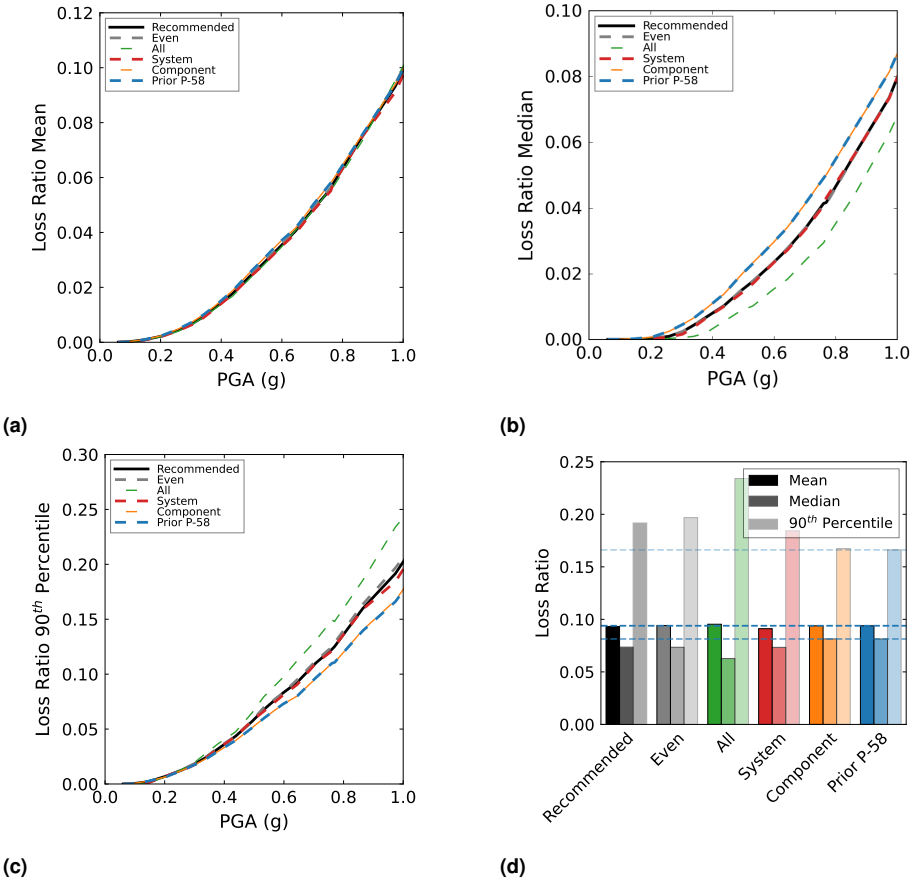 0.12
0.10
0.08
0.06
0.04
0.02
0.00
Loss Ratio Mean
Recommended
Even
All
System
Component
Prior P-58
0.0 0.2 0.4 0.6 0.8 1.0
PGA (g)
(a)
0.10
0.08
0.06
0.04
0.02
0.00
Loss Ratio Median
Recommended
Even
All
System
Component
Prior P-58
0.0 0.2 0.4 0.6 0.8 1.0
PGA (g)
(b)
0.30
0.25
0.20
0.15
0.10
0.05
0.00
Loss Ratio 90th Percentile
Recommended
Even
All
System
Component
Prior P-58
0.0 0.2 0.4 0.6 0.8 1.0
PGA (g)
(c)
0.25
0.20
0.15
0.10
0.05
0.00
Loss Ratio
Mean
Median
90th Percentile
Recommended
Even
All
System
Component
Prior P-58
(d)